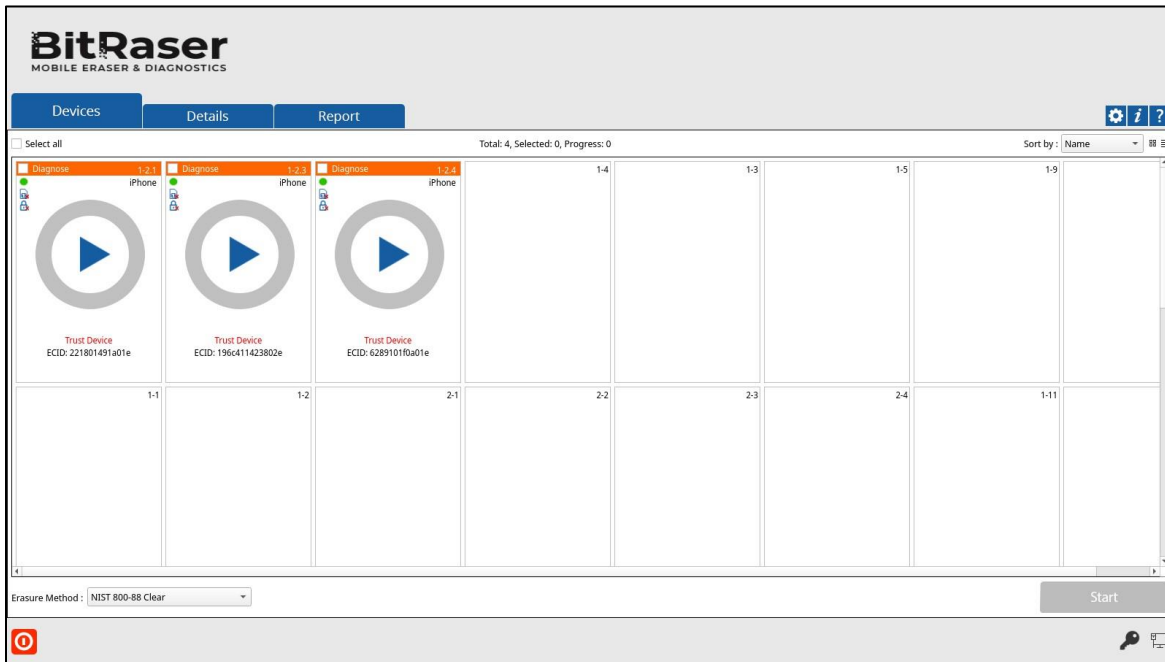 BitRaser
MOBILE ERASER & DIAGNOSTICS
Devices
Details
Report
i
?
Select all
Total: 4, Selected: 0, Progress: 0
Sort by : Name
Diagnose 1-2.1
iPhone
Trust Device
ECID: 221801491a01e
Diagnose 1-2.3
iPhone
Trust Device
ECID: 196c411423802e
Diagnose 1-2.4
iPhone
Trust Device
ECID: 6289101f0a01e
1-4
1-3
1-5
1-9
1-1
1-2
2-1
2-2
2-3
2-4
1-11
Erasure Method : NIST 800-88 Clear
Start